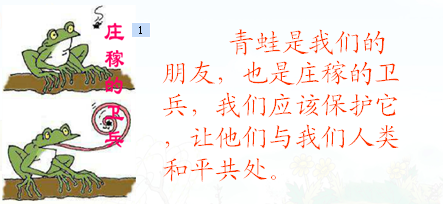 庄稼的卫兵
1
青蛙是我们的
朋友，也是庄稼的卫
兵，我们应该保护它
，让他们与我们人类
和平共处。